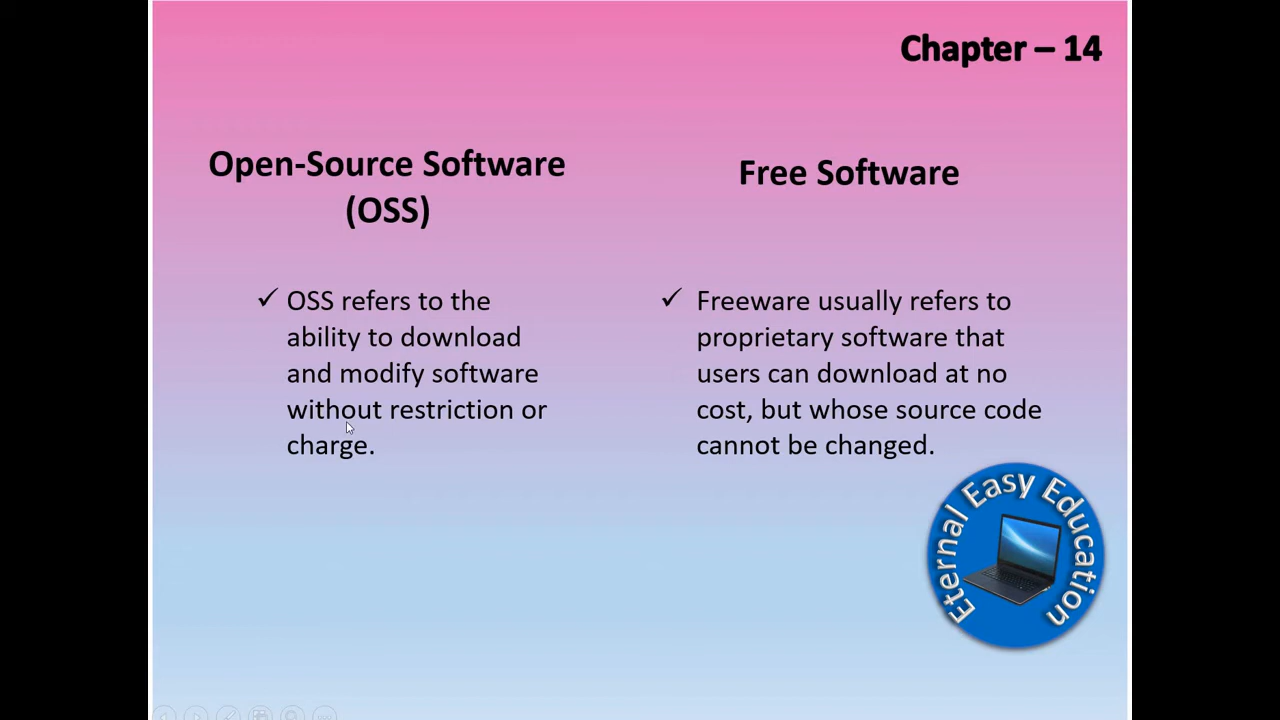 Chapter – 14
Open-Source Software
(OSS)
✓ OSS refers to the
ability to download
and modify software
without restriction or
charge.
Free Software
✓ Freeware usually refers to
proprietary software that
users can download at no
cost, but whose source code
cannot be changed.
Eternal Easy Education